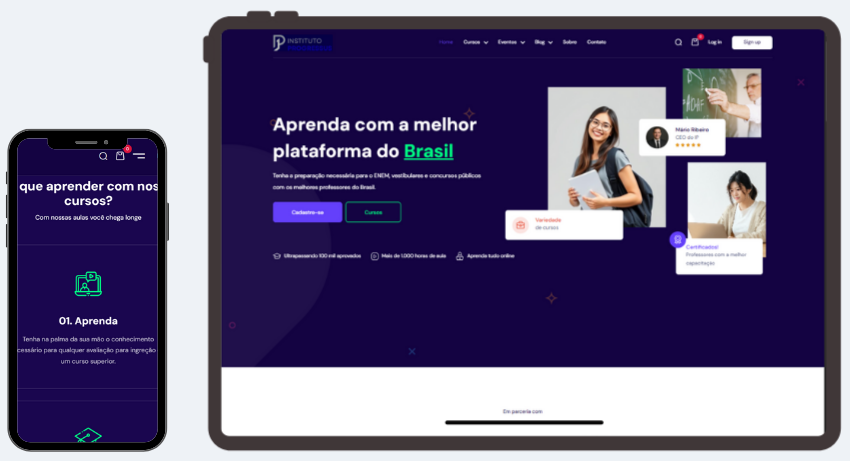 que aprender com nos
cursos?
Com nossas aulas você chega longe
01. Aprenda
Tenha na palma da sua mão o conhecimento
cessário para qualquer avaliação para ingreção
um curso superior.
INSTITUTO
Home Cursos Eventos Blog Sobre Contato
Log in Sign up
Aprenda com a melhor
plataforma do Brasil
Tenha a preparação necessária para o ENEM, vestibulares e concursos públicos
com os melhores professores do Brasil.
Cadastre-se Cursos
Ultrapassando 100 mil aprovados Mais de 1.000 horas de aula Aprenda tudo online
Mário Ribeiro
CEO do IP
Variedade
de cursos
Certificados!
Professores com a melhor
capacitação
Em parceria com